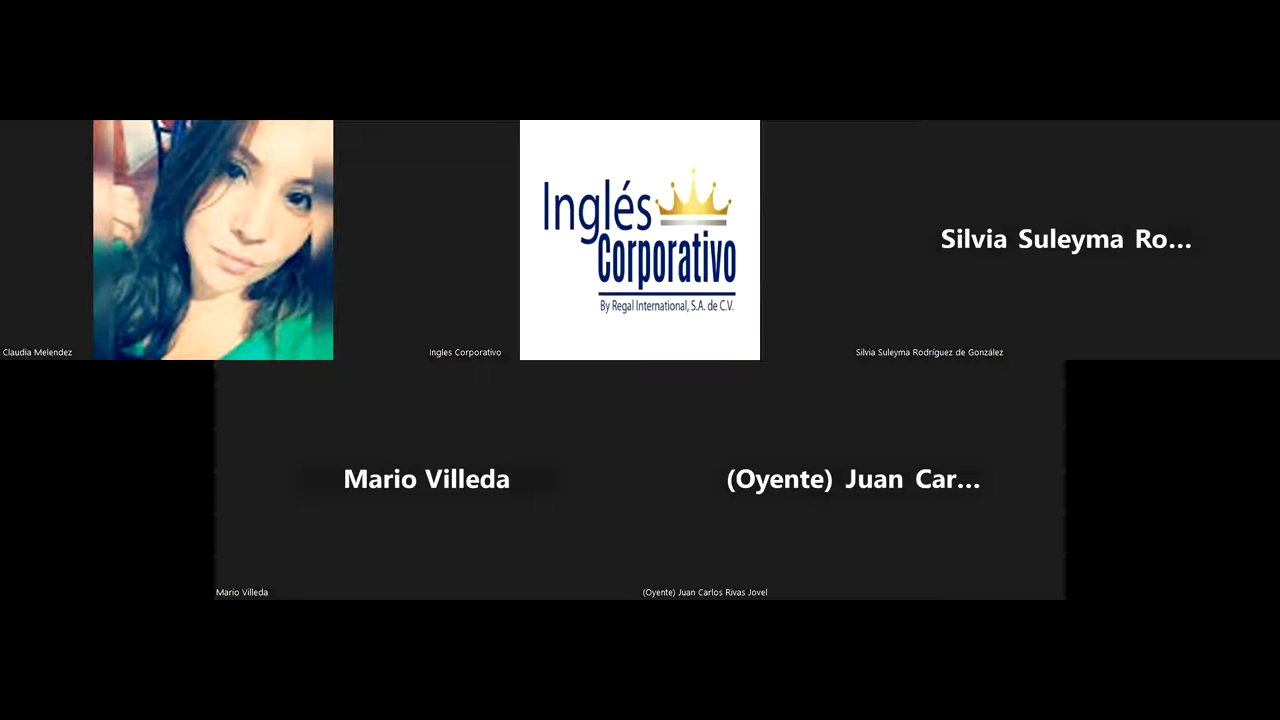 Inglés
Corporativo
By Regal International, S.A. de C.V.
Silvia Suleyma Ro...
Claudia Melendez
Ingles Corporativo
Silvia Suleyma Rodríguez de González
Mario Villeda
(Oyente) Juan Car...
Mario Villeda
(Oyente) Juan Carlos Rivas Jovel